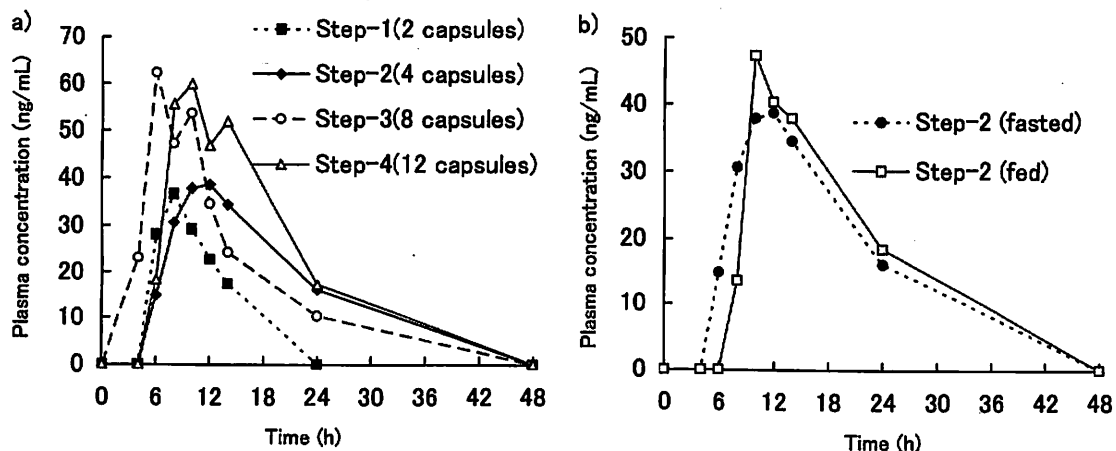 a)
Plasma concentration (ng/mL)
70
60
50
40
30
20
10
0
Step-1(2 capsules)
Step-2(4 capsules)
Step-3(8 capsules)
Step-4(12 capsules)
0 6 12 18 24 30 36 42 48
Time (h)
b)
Plasma concentration (ng/mL)
50
40
30
20
10
0
Step-2 (fasted)
Step-2 (fed)
0 6 12 18 24 30 36 42 48
Time (h)